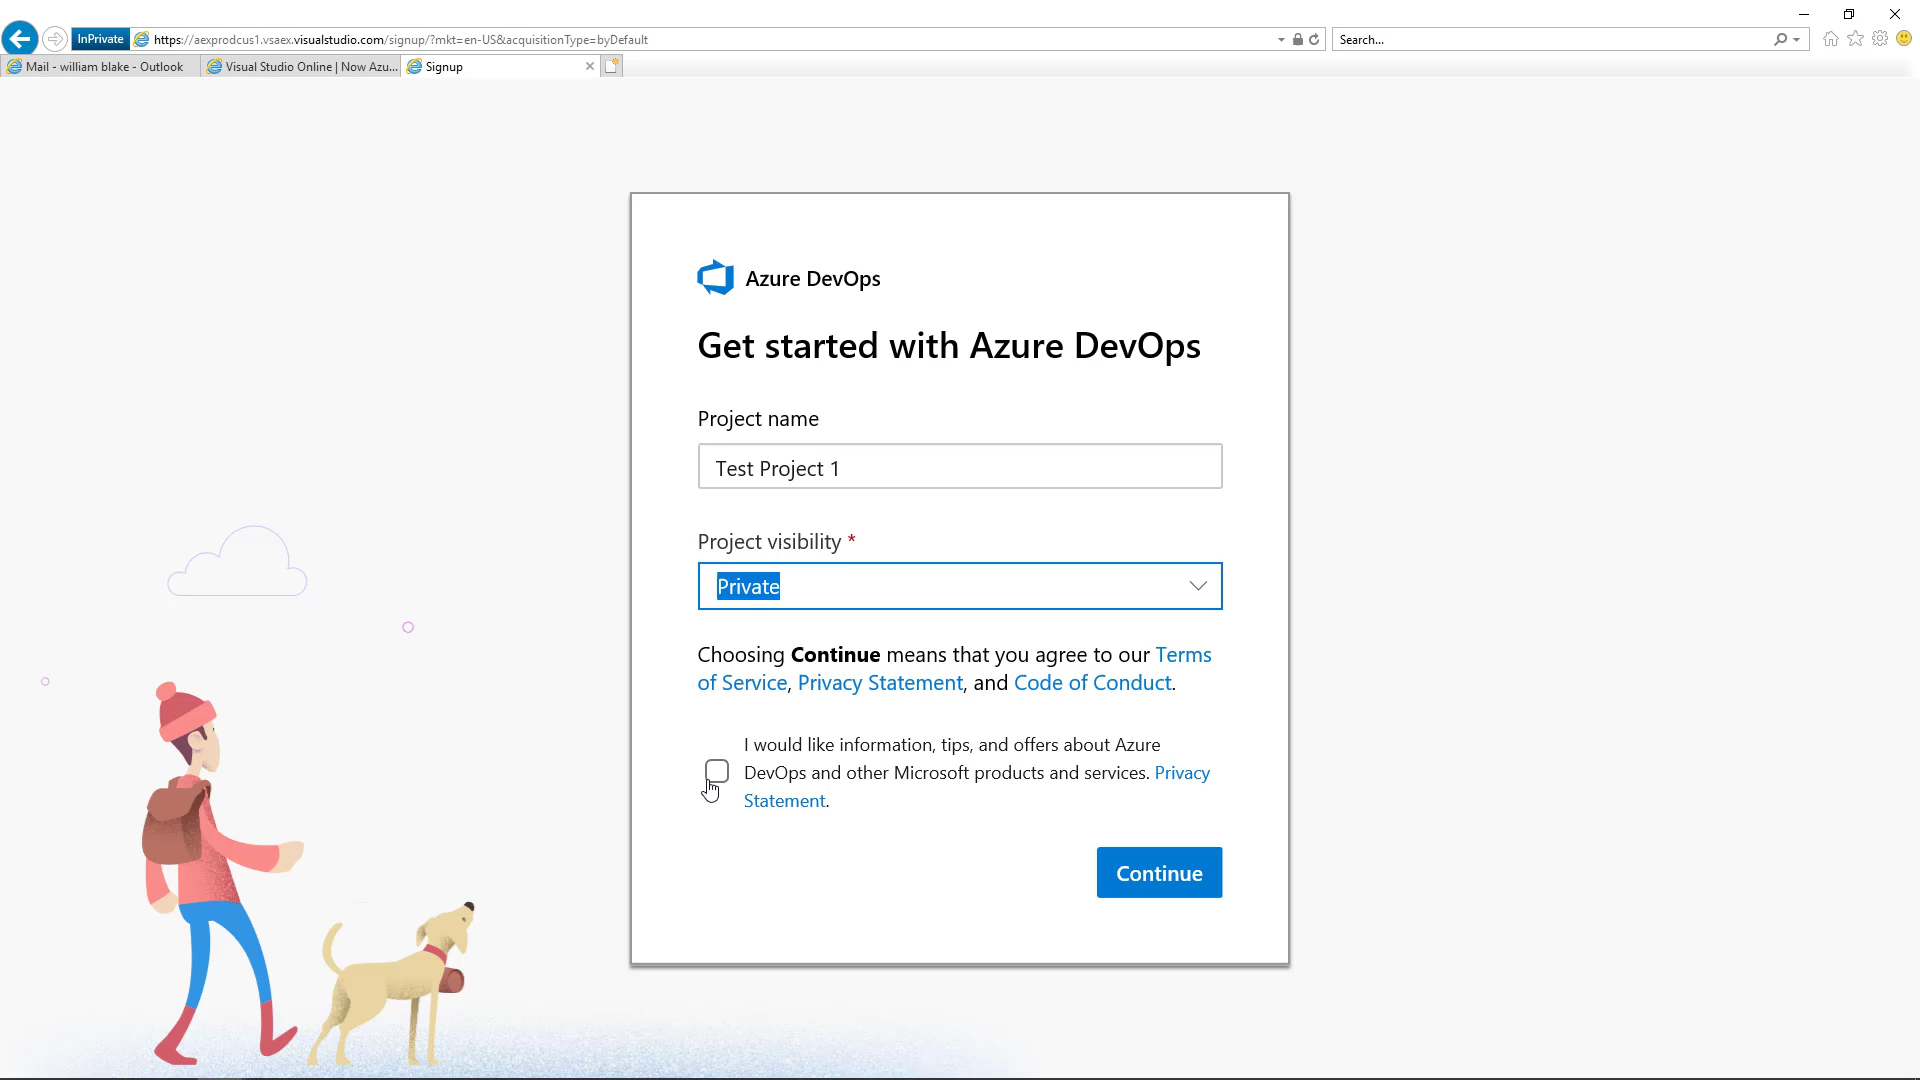 InPrivate
https://aexprodcus1.vsaex.visualstudio.com/signup/?mkt=en-US&acquisitionType=byDefault
Search...
Mail - william blake - Outlook
Visual Studio Online | Now Azu...
Signup
Azure DevOps
Get started with Azure DevOps
Project name
Test Project 1
Project visibility *
Private
Choosing Continue means that you agree to our Terms
of Service, Privacy Statement, and Code of Conduct.
I would like information, tips, and offers about Azure
DevOps and other Microsoft products and services. Privacy
Statement.
Continue